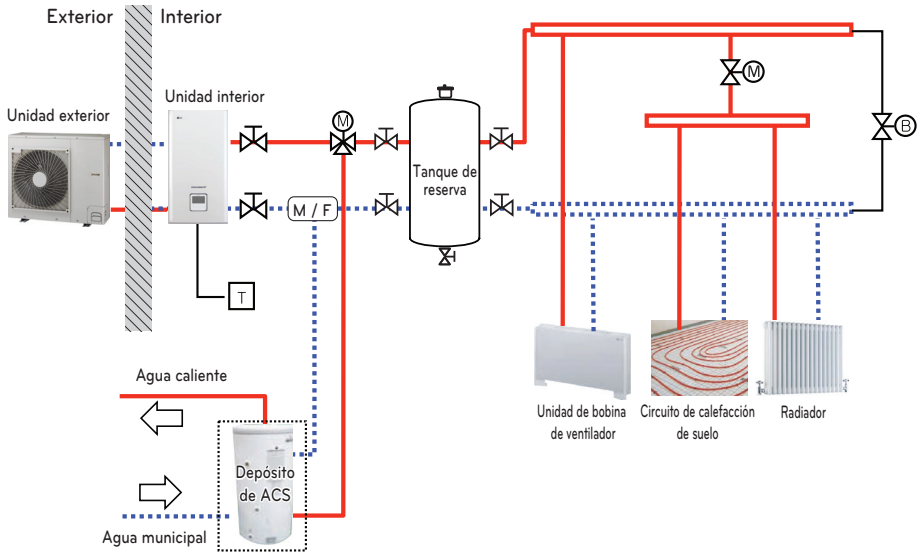 Exterior
Interior
Unidad exterior
Unidad interior
M
M
B
Tanque de
reserva
M / F
T
Agua caliente
Depósito
de ACS
Agua municipal
Unidad de bobina
de ventilador
Circuito de calefacción
de suelo
Radiador